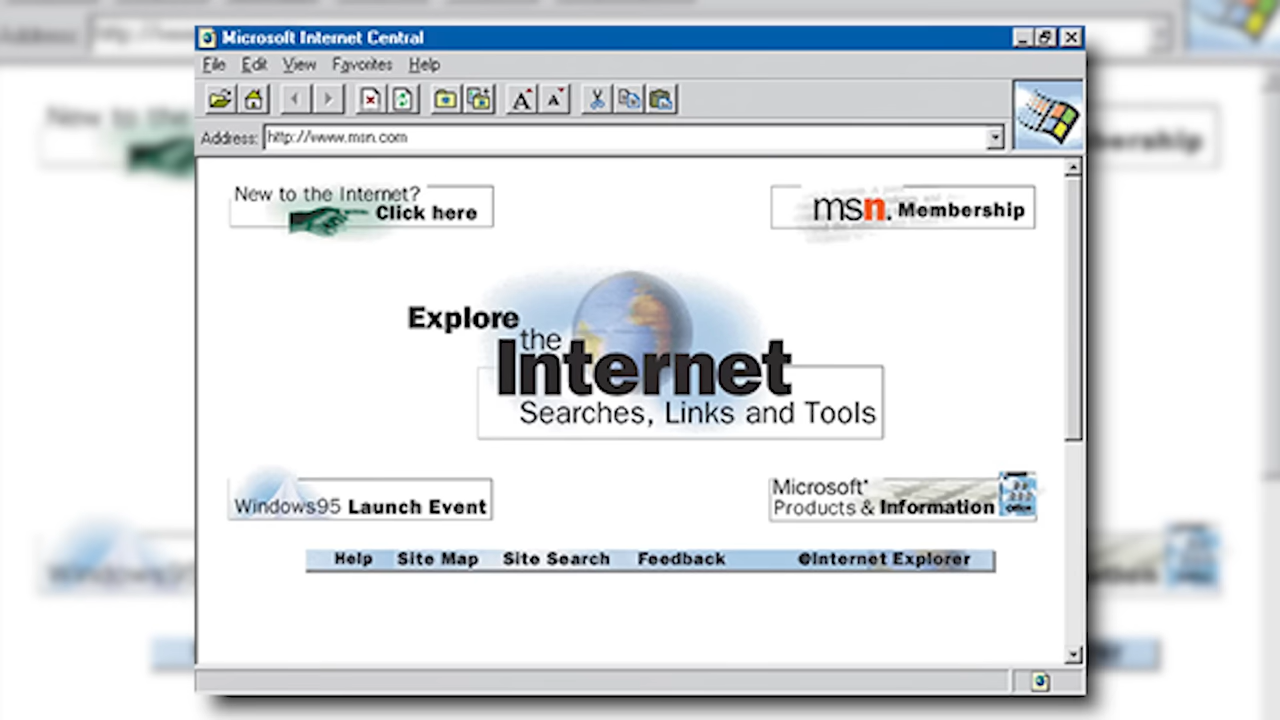 Microsoft Internet Central
File Edit View Favorites Help
Address: http://www.msn.com
New to the Internet?
Click here
msn. Membership
Explore
the
Internet
Searches, Links and Tools
Windows95 Launch Event
Microsoft*
Products & Information
Office
Help Site Map Site Search Feedback @Internet Explorer